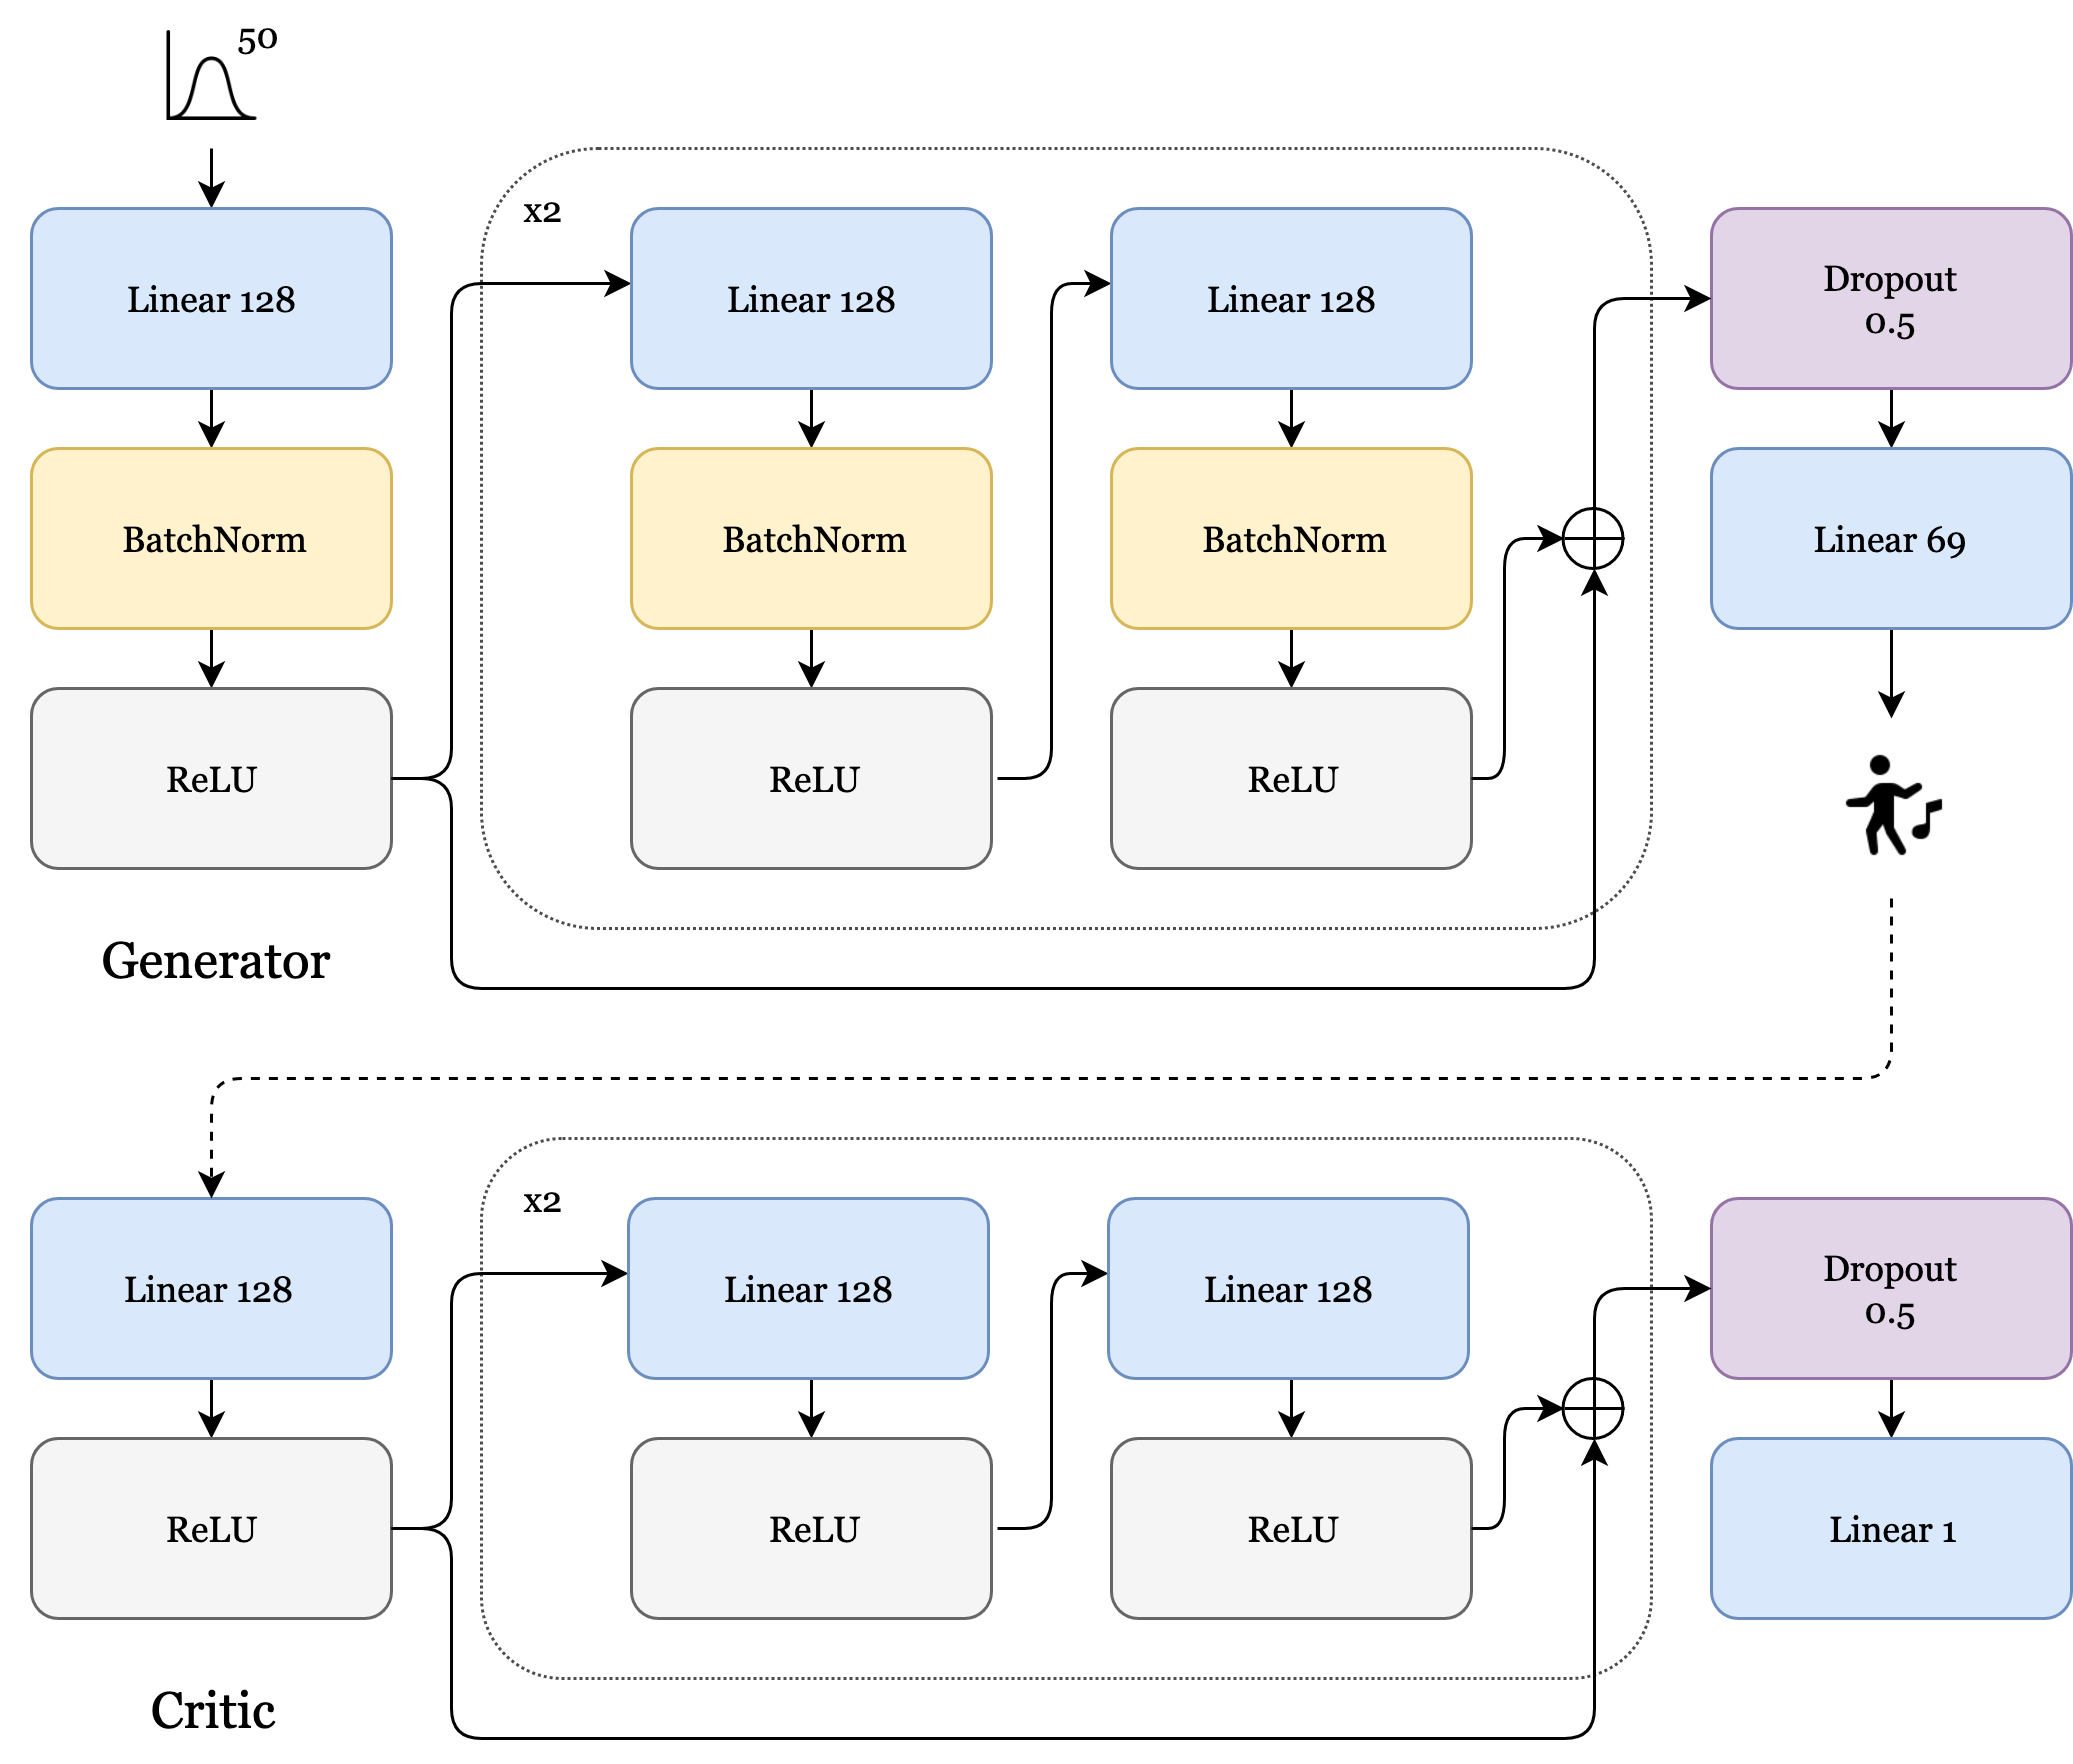 50
x2
Linear 128
Linear 128
Linear 128
Dropout
0.5
BatchNorm
BatchNorm
BatchNorm
Linear 69
ReLU
ReLU
ReLU
Generator
x2
Linear 128
Linear 128
Linear 128
Dropout
0.5
ReLU
ReLU
ReLU
Linear 1
Critic